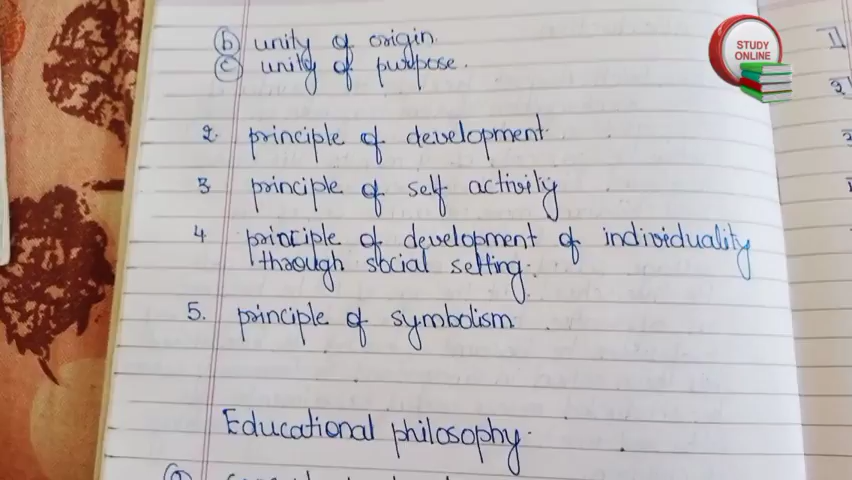 (b) unity of origin.
(c) unity of purpose.
2. principle of development.
3 principle of self activity
4 principle of development of individuality
through social setting.
5. principle of symbolism
Educational philosophy.
(a)
STUDY
ONLINE